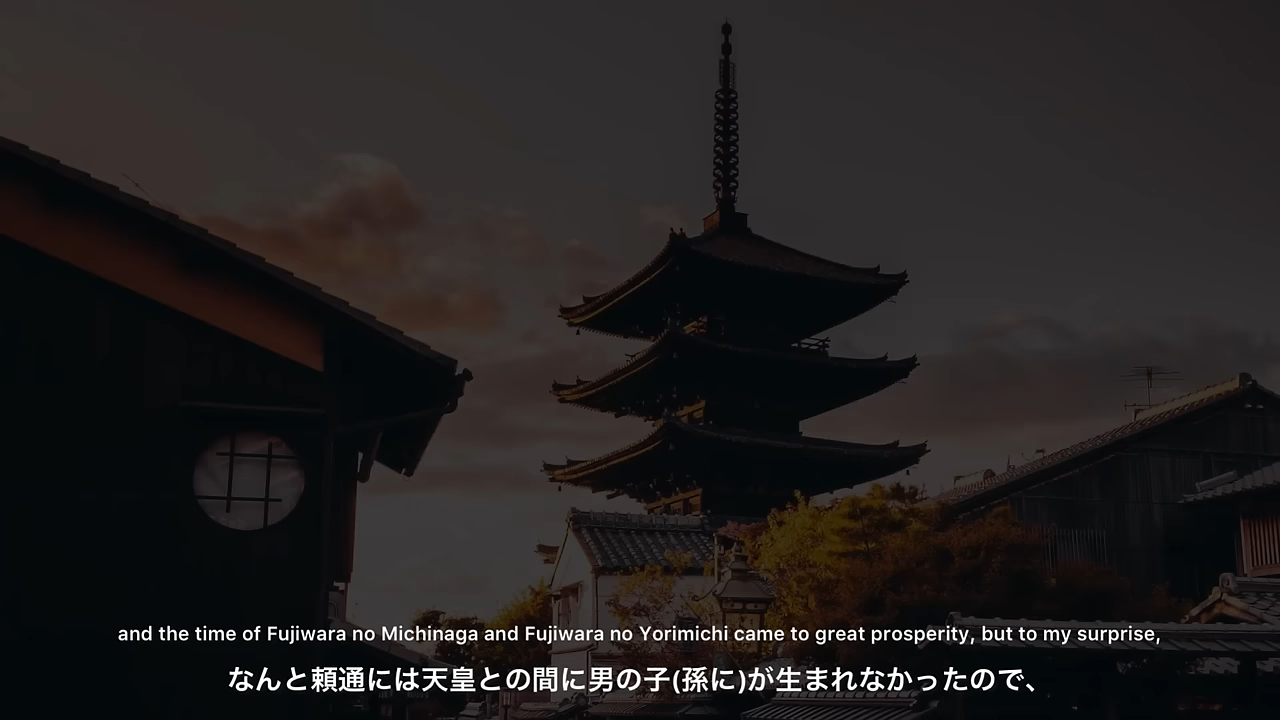 and the time of Fujiwara no Michinaga and Fujiwara no Yorimichi came to great prosperity, but to my surprise,
なんと頼通には天皇との間に男の子(孫に)が生まれなかったので、